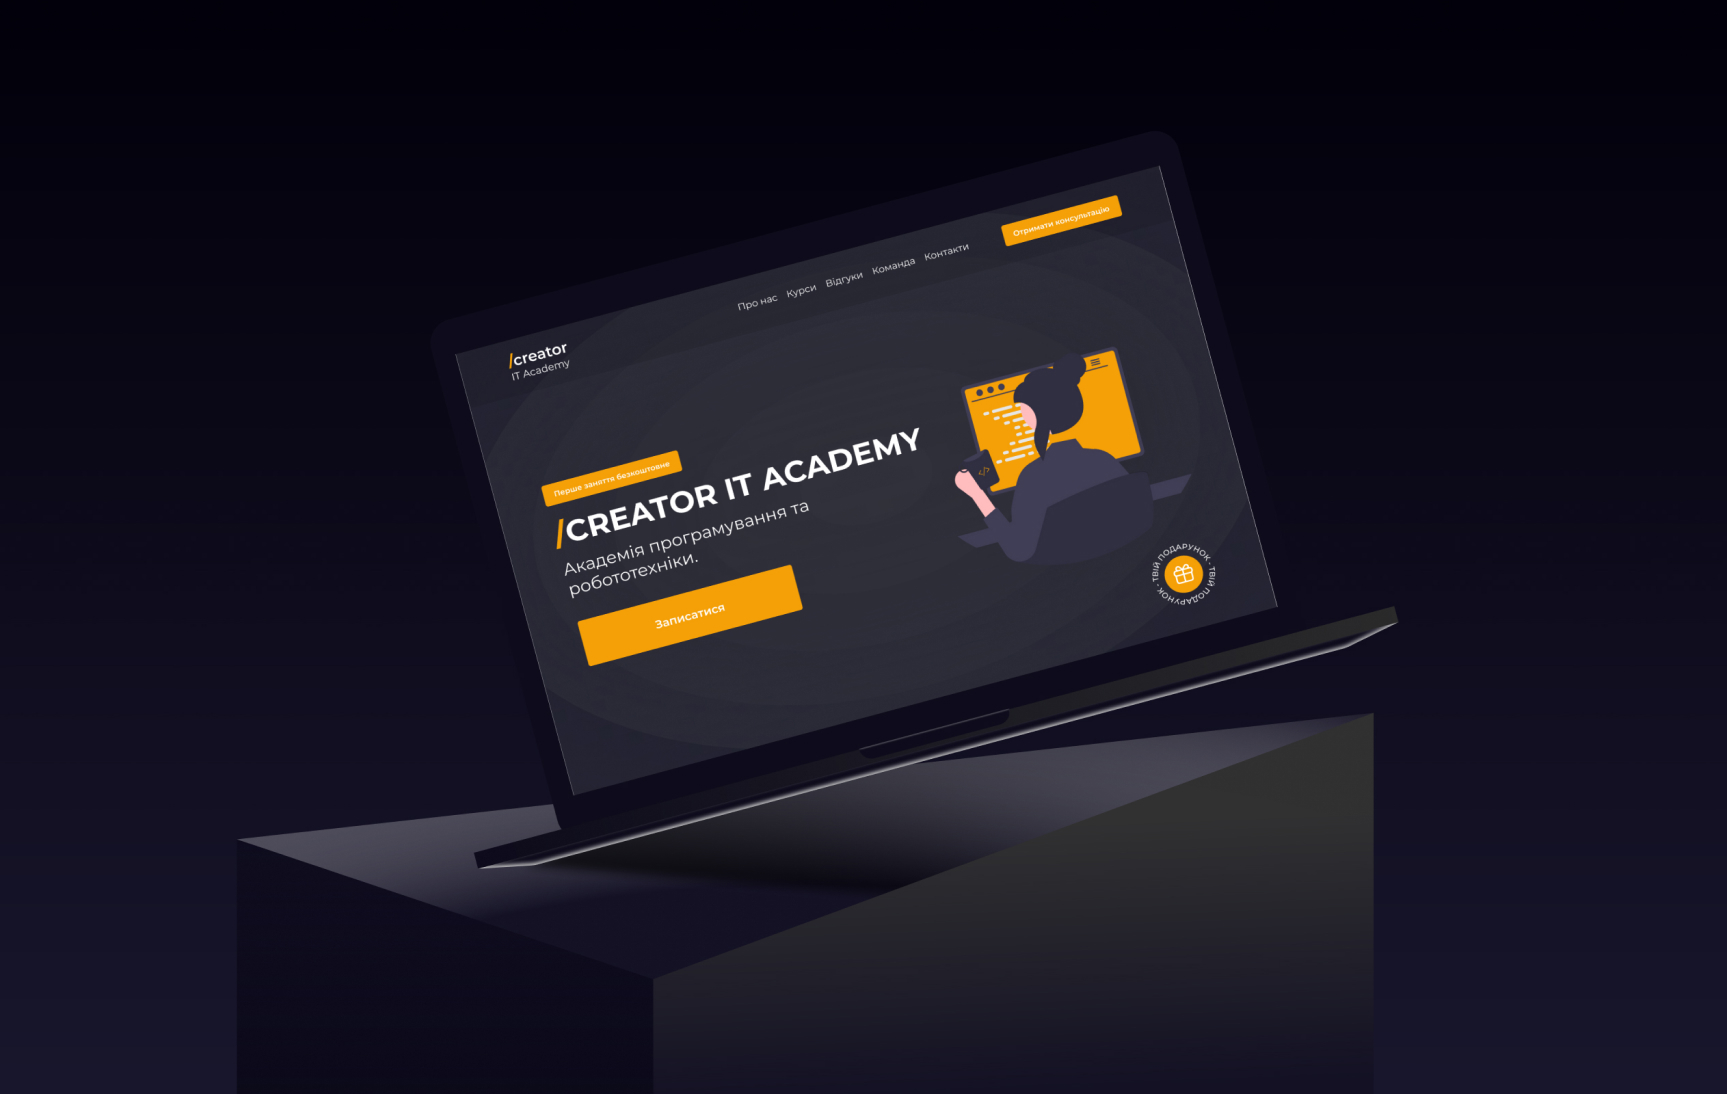 /creator
IT Academy
Про нас Курси Відгуки Команда Контакти
Отримати консультацію
Перше заняття безкоштовне
/CREATOR IT ACADEMY
Академія програмування та
робототехніки.
Записатися
</>
ТВІЙ ПОДАРУНОК - ТВІЙ ПОДАРУНОК -